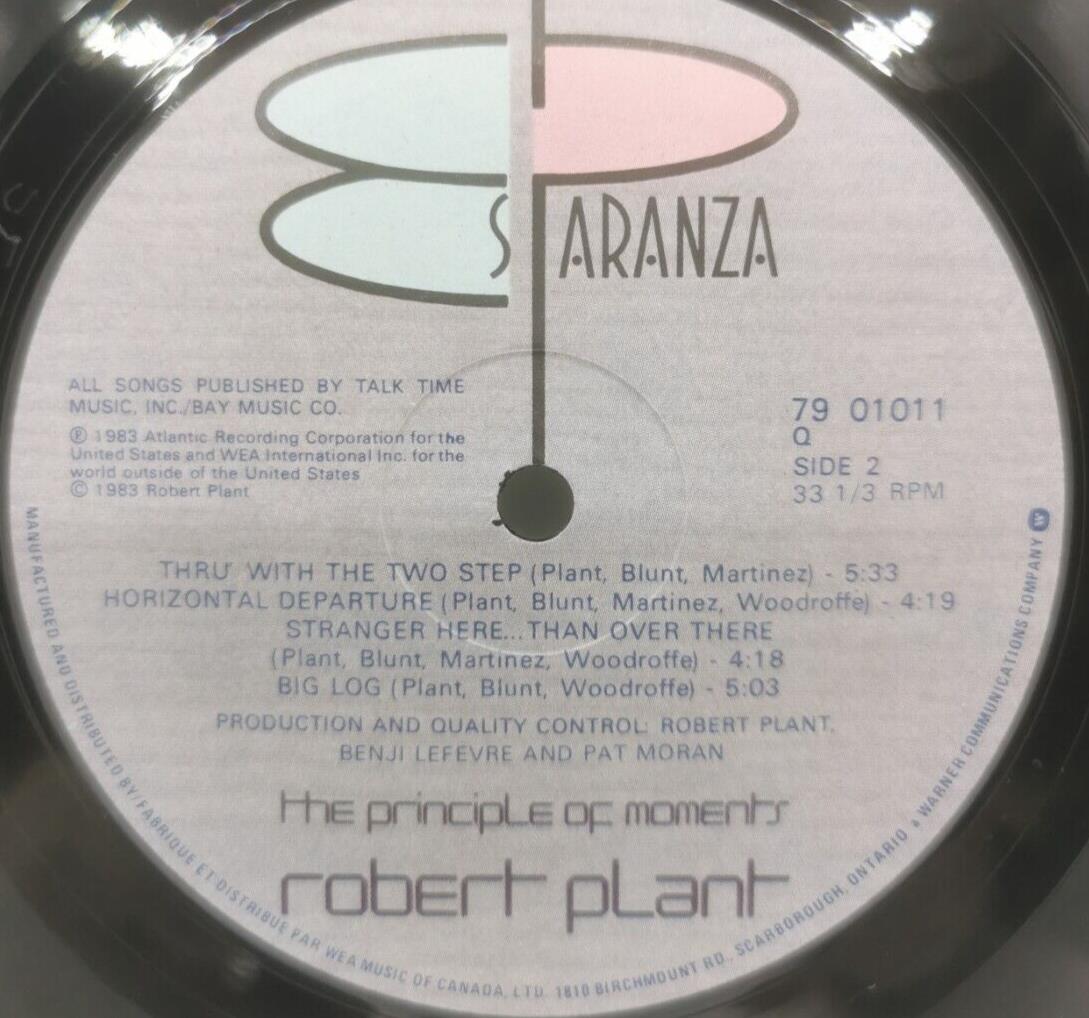 ES PARANZA
ALL SONGS PUBLISHED BY TALK TIME
MUSIC, INC./BAY MUSIC CO.
℗ 1983 Atlantic Recording Corporation for the
United States and WEA International Inc. for the
world outside of the United States
© 1983 Robert Plant
79 01011
Q
SIDE 2
33 1/3 RPM
THRU' WITH THE TWO STEP (Plant, Blunt, Martinez) - 5:33
HORIZONTAL DEPARTURE (Plant, Blunt, Martinez, Woodroffe) - 4:19
STRANGER HERE...THAN OVER THERE
(Plant, Blunt, Martinez, Woodroffe) - 4:18
BIG LOG (Plant, Blunt, Woodroffe) - 5:03
PRODUCTION AND QUALITY CONTROL: ROBERT PLANT,
BENJI LEFEVRE AND PAT MORAN
the principle of moments
robert plant
MANUFACTURED AND DISTRIBUTED BY/FABRIQUE ET DISTRIBUE PAR WEA MUSIC OF CANADA, LTD. 1810 BIRCHMOUNT RD., SCARBOROUGH, ONTARIO • A WARNER COMMUNICATIONS COMPANY W